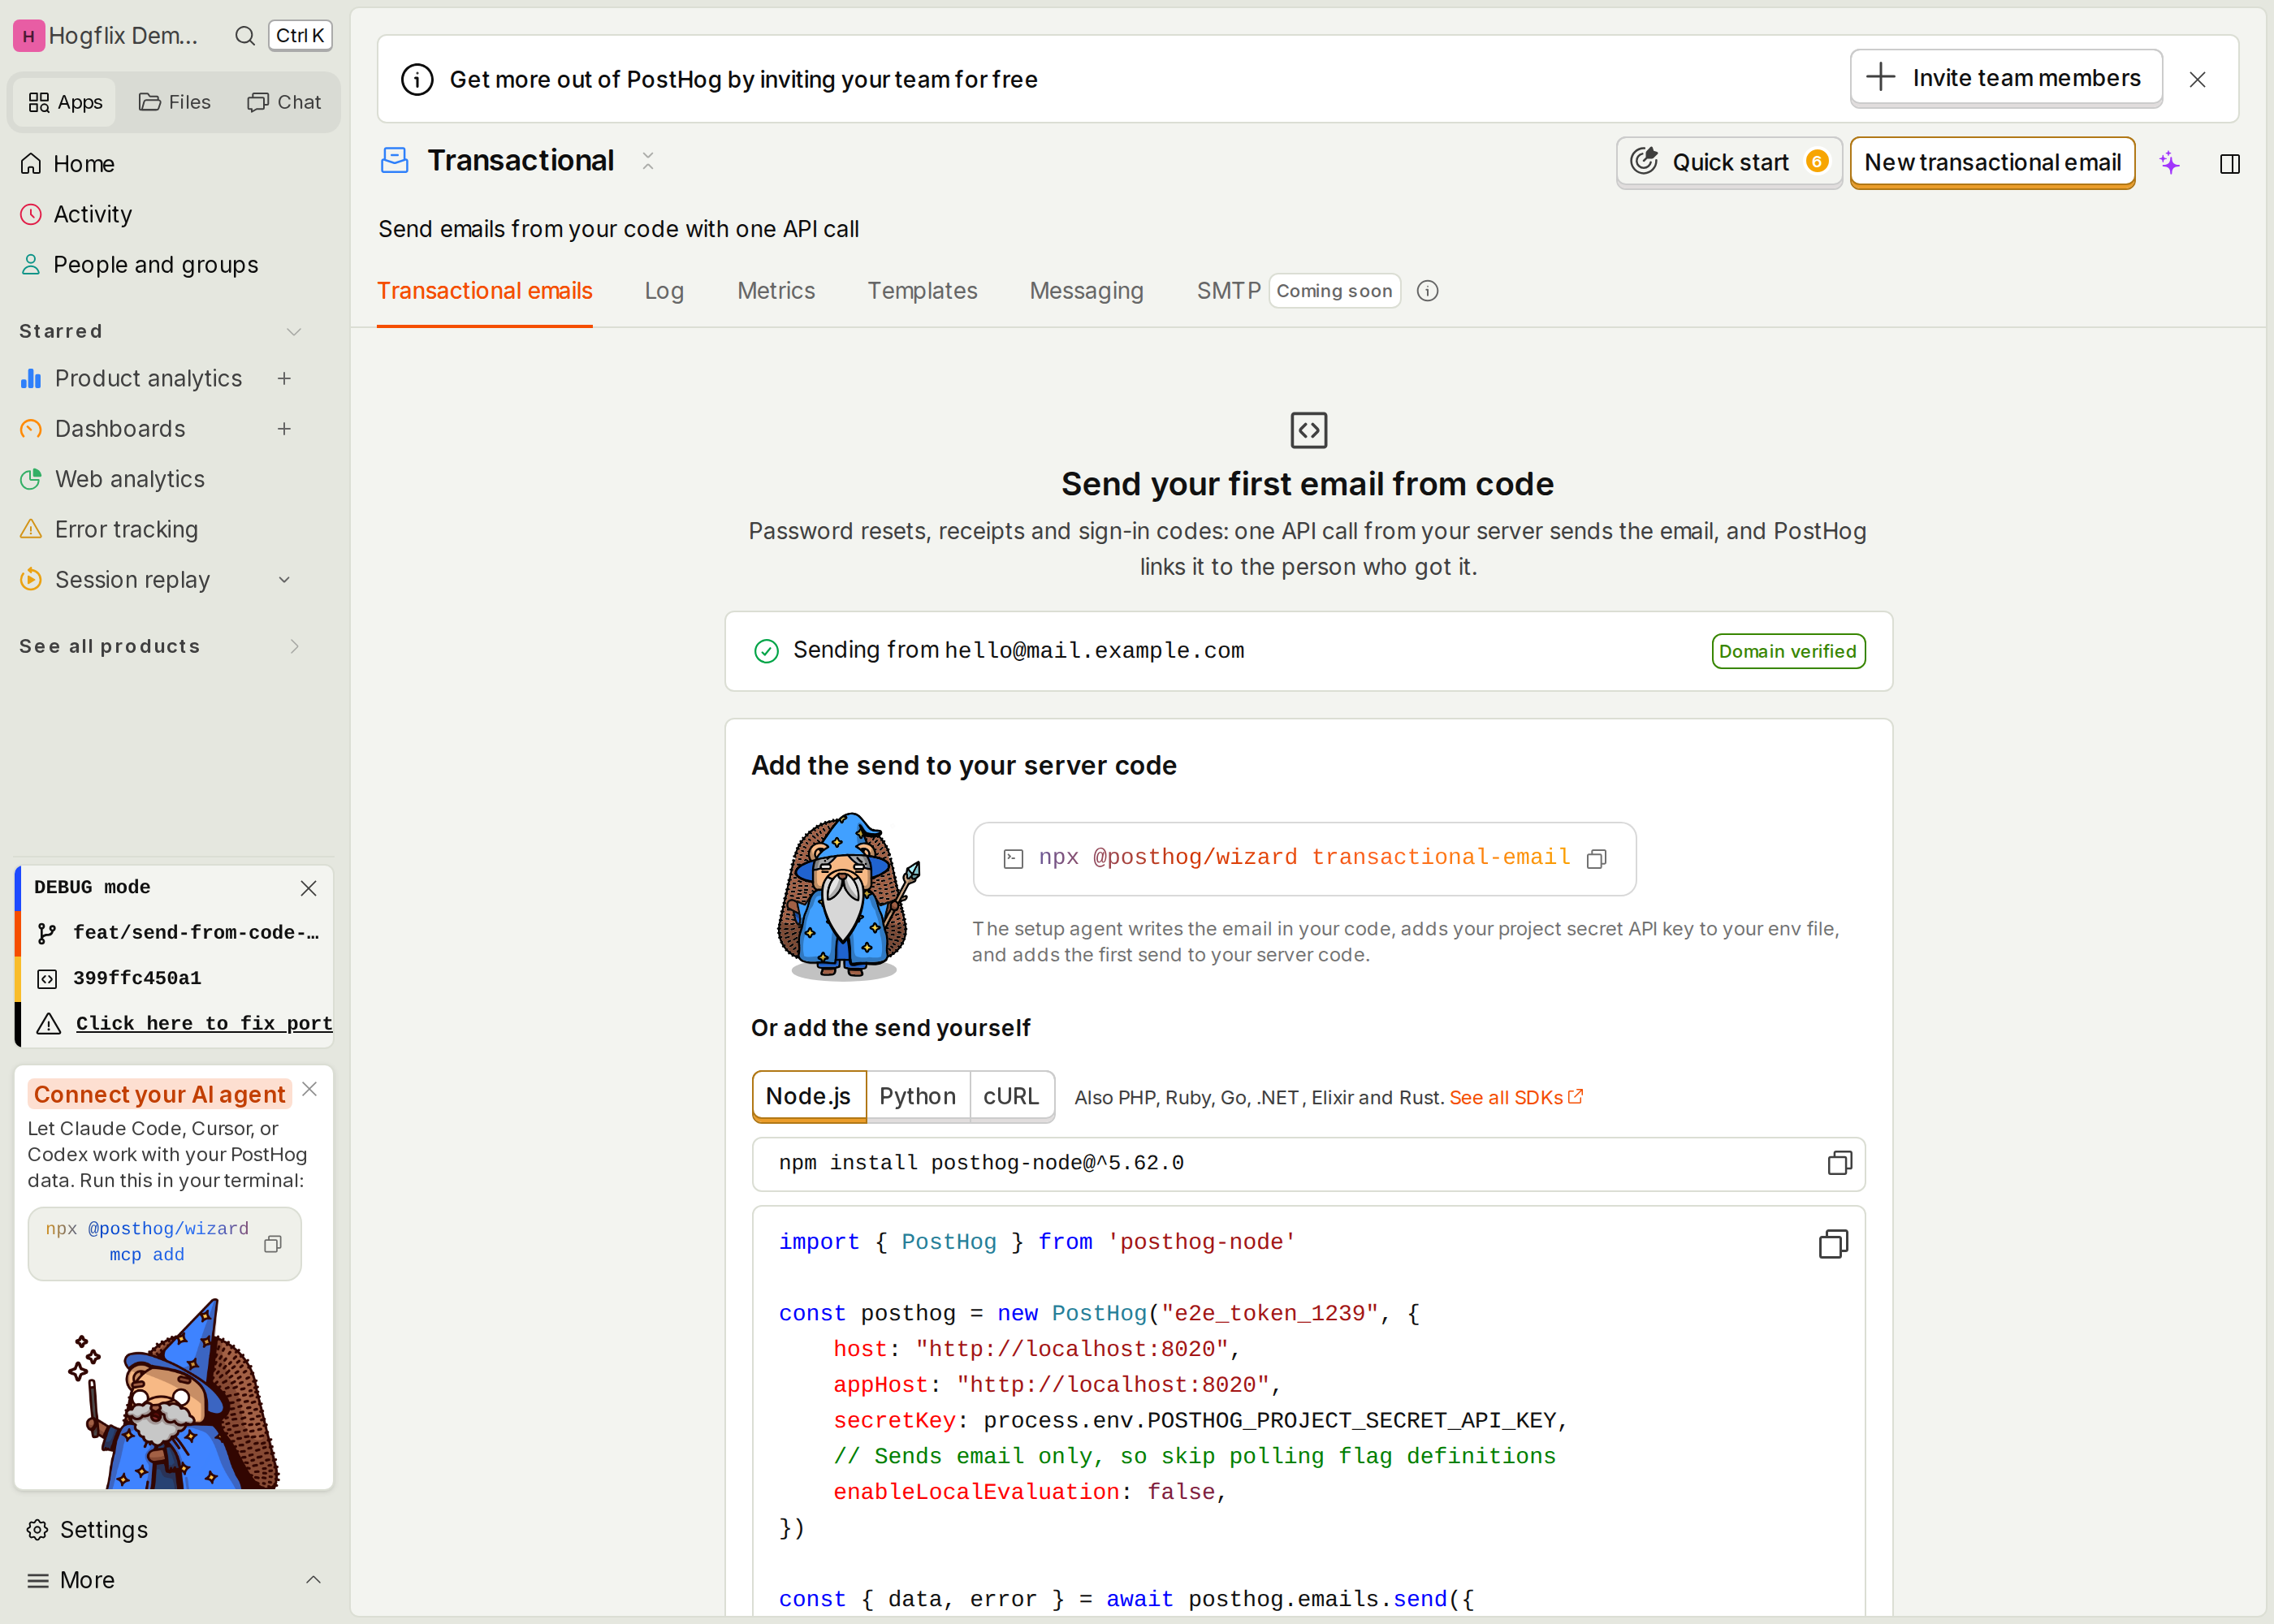 H Hogflix Dem... Ctrl K
Apps Files Chat
Home
Activity
People and groups
Starred
Product analytics
Dashboards
Web analytics
Error tracking
Session replay
See all products
DEBUG mode
feat/send-from-code-…
399ffc450a1
Click here to fix port
Connect your AI agent
Let Claude Code, Cursor, or
Codex work with your PostHog
data. Run this in your terminal:
npx @posthog/wizard
mcp add
Settings
More
Get more out of PostHog by inviting your team for free
Invite team members
Transactional
Quick start 6
New transactional email
Send emails from your code with one API call
Transactional emails Log Metrics Templates Messaging SMTP Coming soon
Send your first email from code
Password resets, receipts and sign-in codes: one API call from your server sends the email, and PostHog
links it to the person who got it.
Sending from hello@mail.example.com
Domain verified
Add the send to your server code
npx @posthog/wizard transactional-email
The setup agent writes the email in your code, adds your project secret API key to your env file,
and adds the first send to your server code.
Or add the send yourself
Node.js Python cURL Also PHP, Ruby, Go, .NET, Elixir and Rust. See all SDKs
npm install posthog-node@^5.62.0
import { PostHog } from 'posthog-node'
const posthog = new PostHog("e2e_token_1239", {
host: "http://localhost:8020",
appHost: "http://localhost:8020",
secretKey: process.env.POSTHOG_PROJECT_SECRET_API_KEY,
// Sends email only, so skip polling flag definitions
enableLocalEvaluation: false,
})
const { data, error } = await posthog.emails.send({